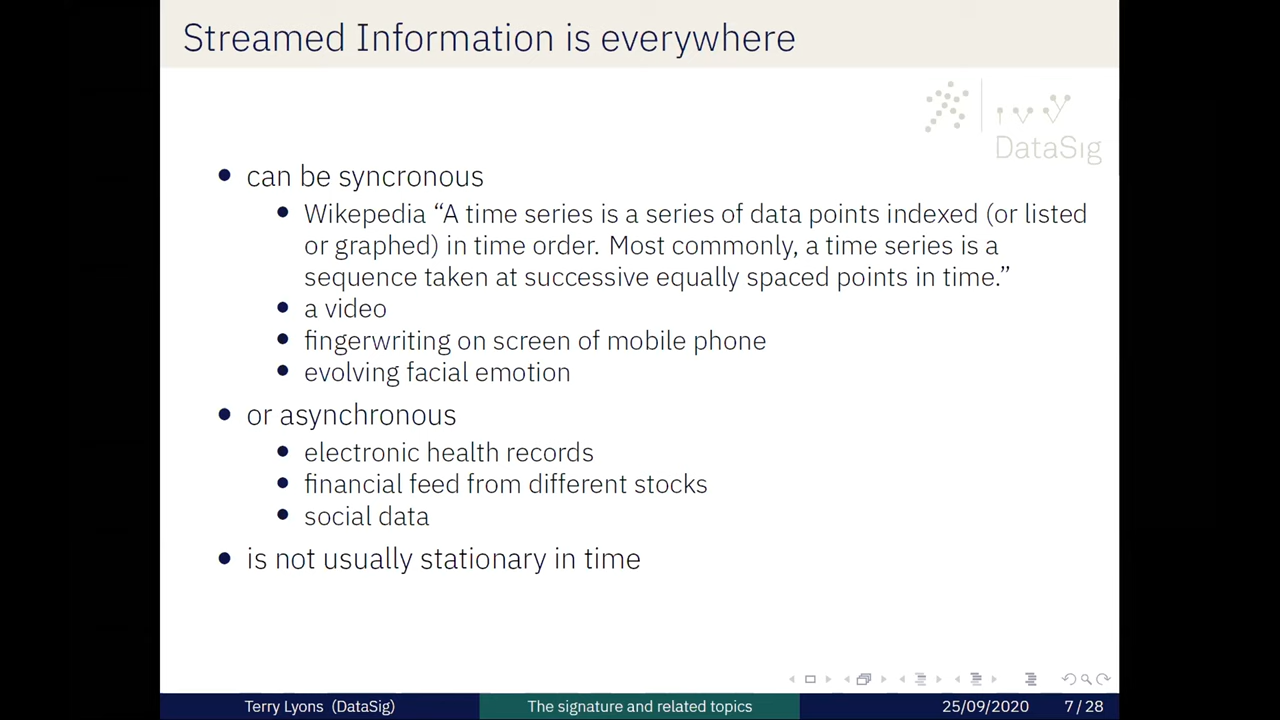 Streamed Information is everywhere
DataSig
can be syncronous
Wikepedia “A time series is a series of data points indexed (or listed
or graphed) in time order. Most commonly, a time series is a
sequence taken at successive equally spaced points in time.”
a video
fingerwriting on screen of mobile phone
evolving facial emotion
or asynchronous
electronic health records
financial feed from different stocks
social data
is not usually stationary in time
Terry Lyons (DataSig) The signature and related topics 25/09/2020 7 / 28